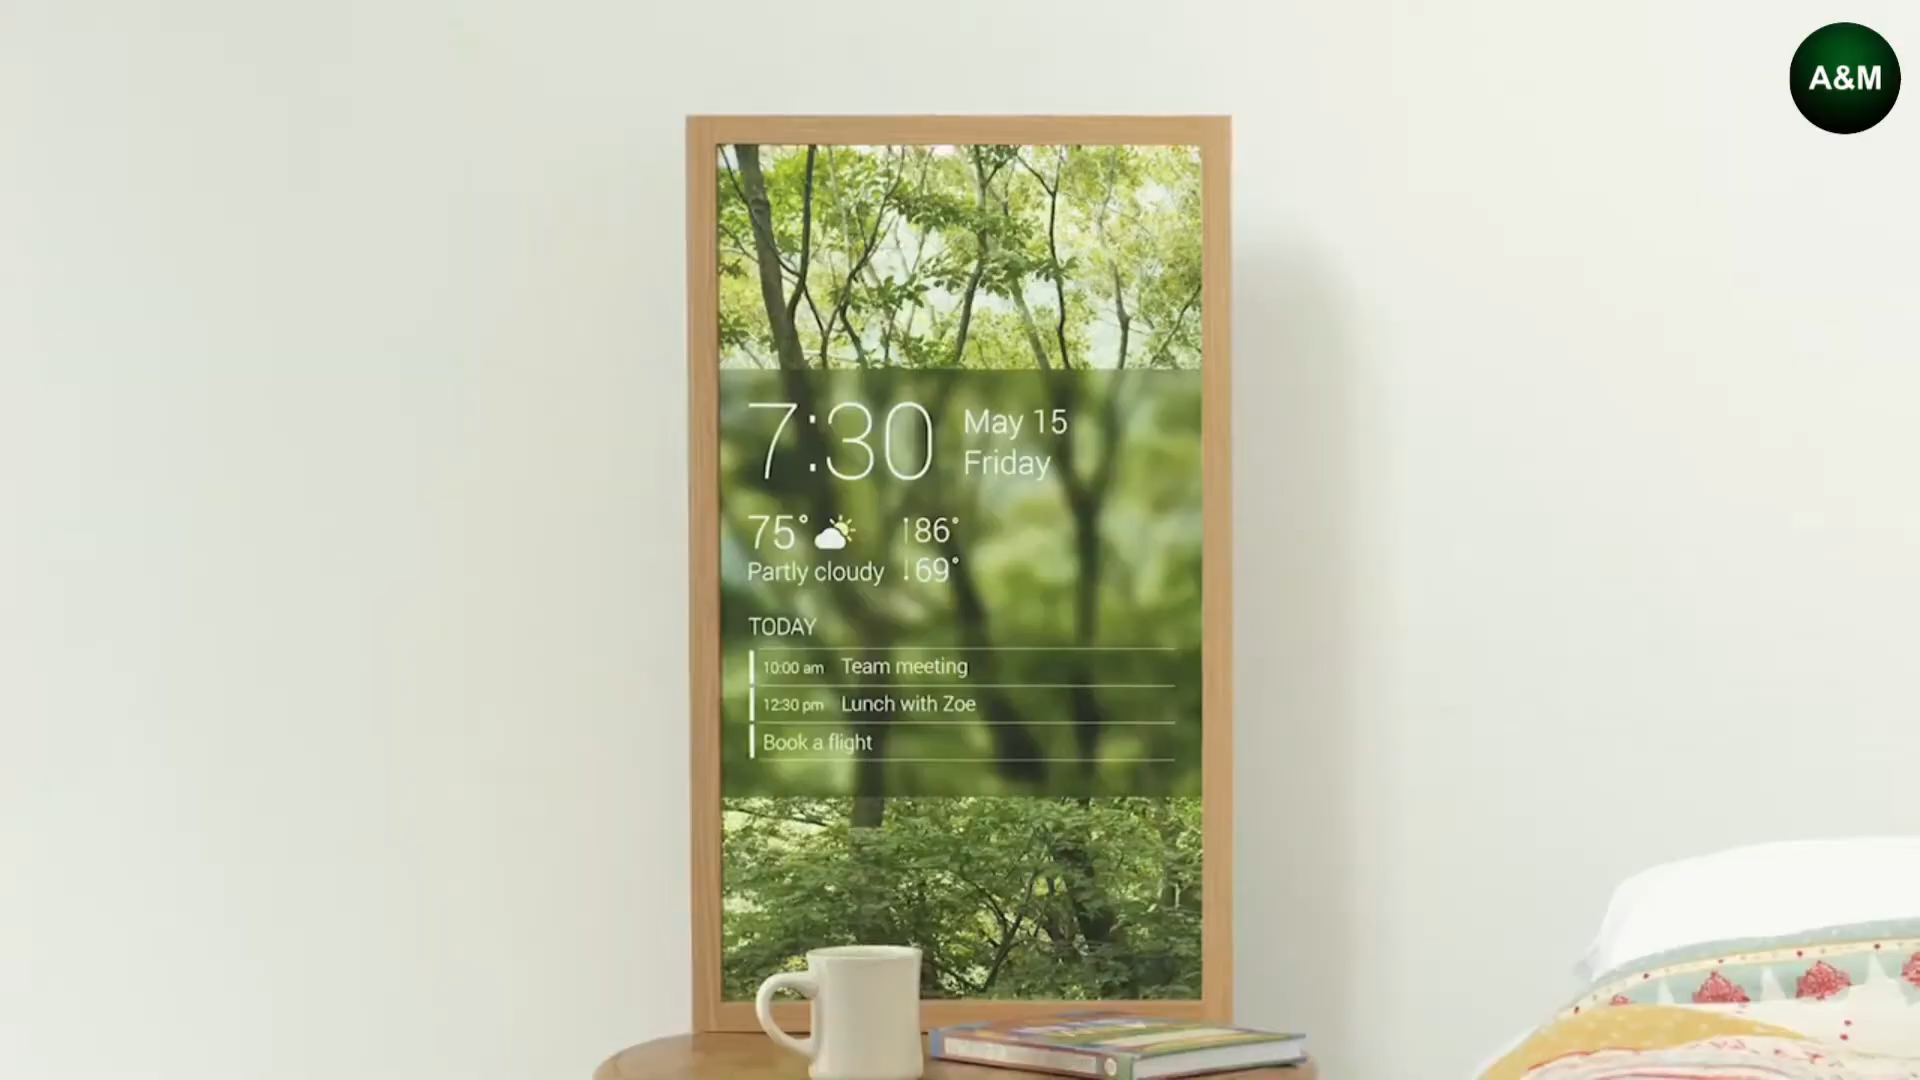 A&M
7:30
May 15
Friday
75°
↑86°
Partly cloudy
↓69°
TODAY
10:00 am Team meeting
12:30 pm Lunch with Zoe
Book a flight